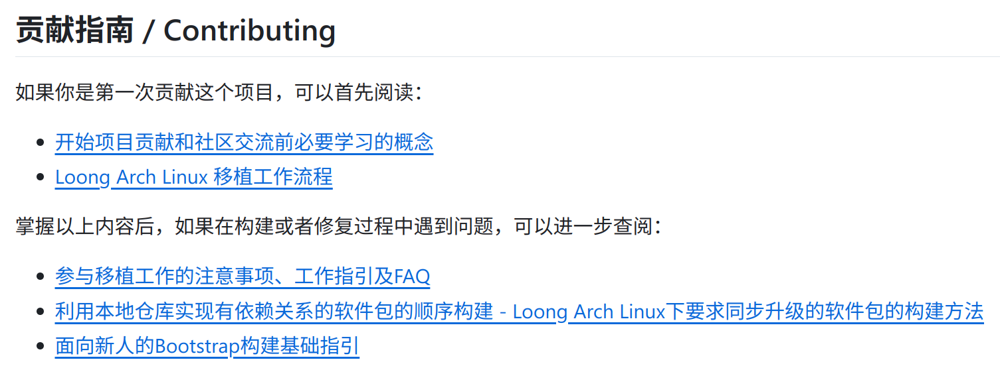 贡献指南 / Contributing
如果你是第一次贡献这个项目，可以首先阅读：
开始项目贡献和社区交流前必要学习的概念
Loong Arch Linux 移植工作流程
掌握以上内容后，如果在构建或者修复过程中遇到问题，可以进一步查阅：
参与移植工作的注意事项、工作指引及FAQ
利用本地仓库实现有依赖关系的软件包的顺序构建 - Loong Arch Linux下要求同步升级的软件包的构建方法
面向新人的Bootstrap构建基础指引